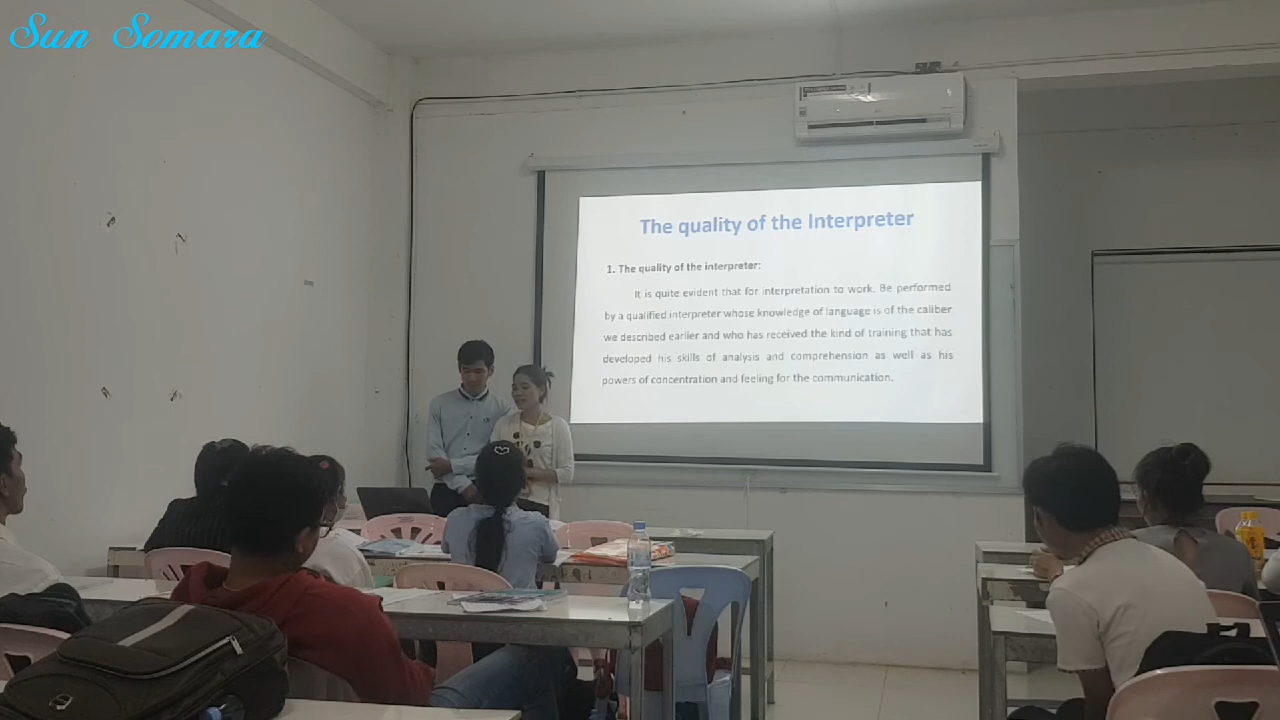 Sun Somara
The quality of the Interpreter
1. The quality of the interpreter:
It is quite evident that for interpretation to work. Be performed
by a qualified interpreter whose knowledge of language is of the caliber
we described earlier and who has received the kind of training that has
developed his skills of analysis and comprehension as well as his
powers of concentration and feeling for the communication.